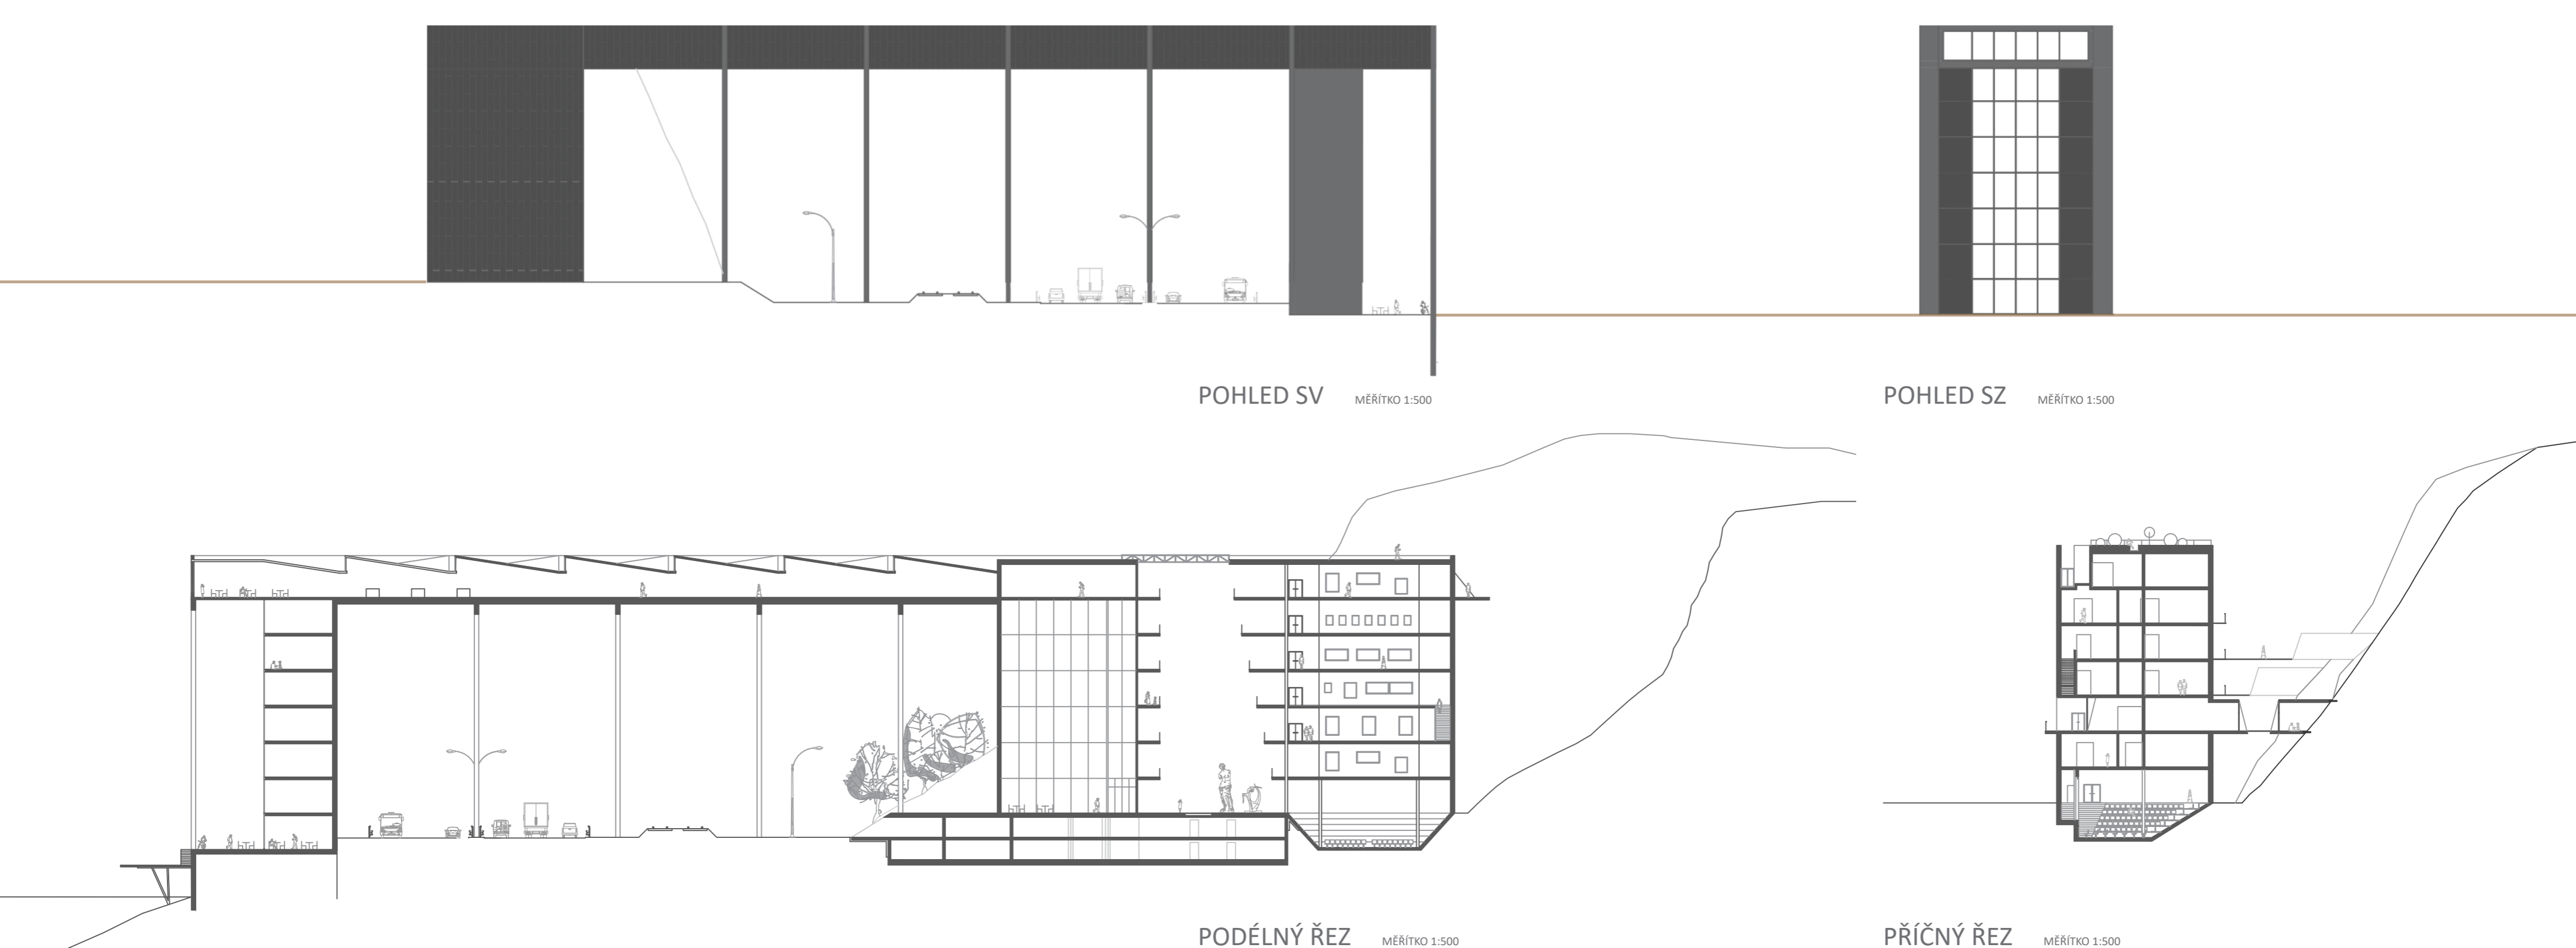 POHLED SV MĚŘÍTKO 1:500
POHLED SZ MĚŘÍTKO 1:500
PODÉLNÝ ŘEZ MĚŘÍTKO 1:500
PŘÍČNÝ ŘEZ MĚŘÍTKO 1:500